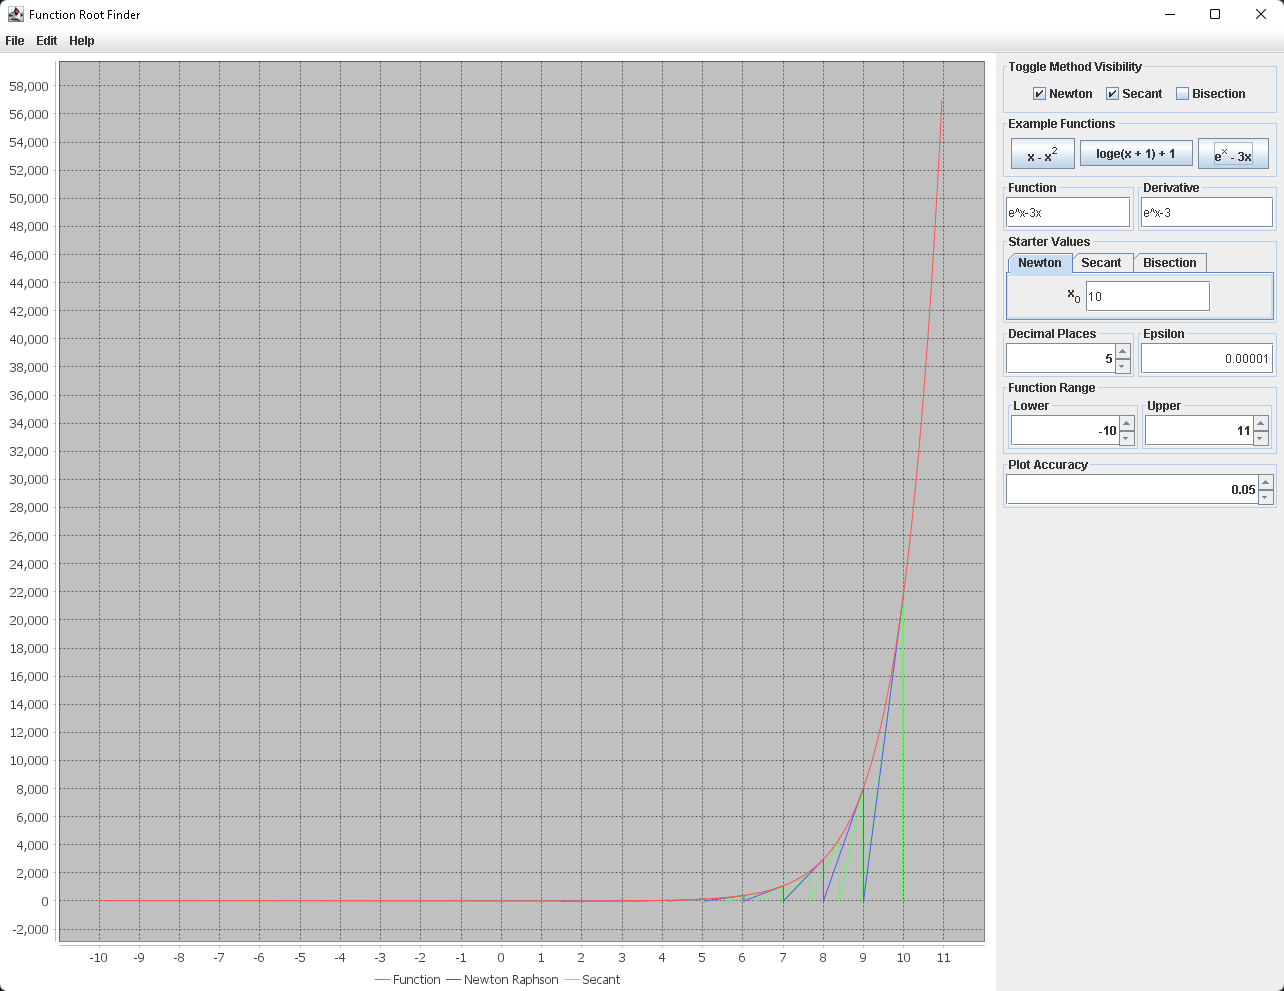 Function Root Finder
File Edit Help
58,000
56,000
54,000
52,000
50,000
48,000
46,000
44,000
42,000
40,000
38,000
36,000
34,000
32,000
30,000
28,000
26,000
24,000
22,000
20,000
18,000
16,000
14,000
12,000
10,000
8,000
6,000
4,000
2,000
0
-2,000
-10 -9 -8 -7 -6 -5 -4 -3 -2 -1 0 1 2 3 4 5 6 7 8 9 10 11
Function Newton Raphson Secant
Toggle Method Visibility
Newton Secant Bisection
Example Functions
x - x² loge(x + 1) + 1 eˣ - 3x
Function Derivative
e^x-3x e^x-3
Starter Values
Newton Secant Bisection
x₀ 10
Decimal Places Epsilon
5 0.00001
Function Range
Lower Upper
-10 11
Plot Accuracy
0.05